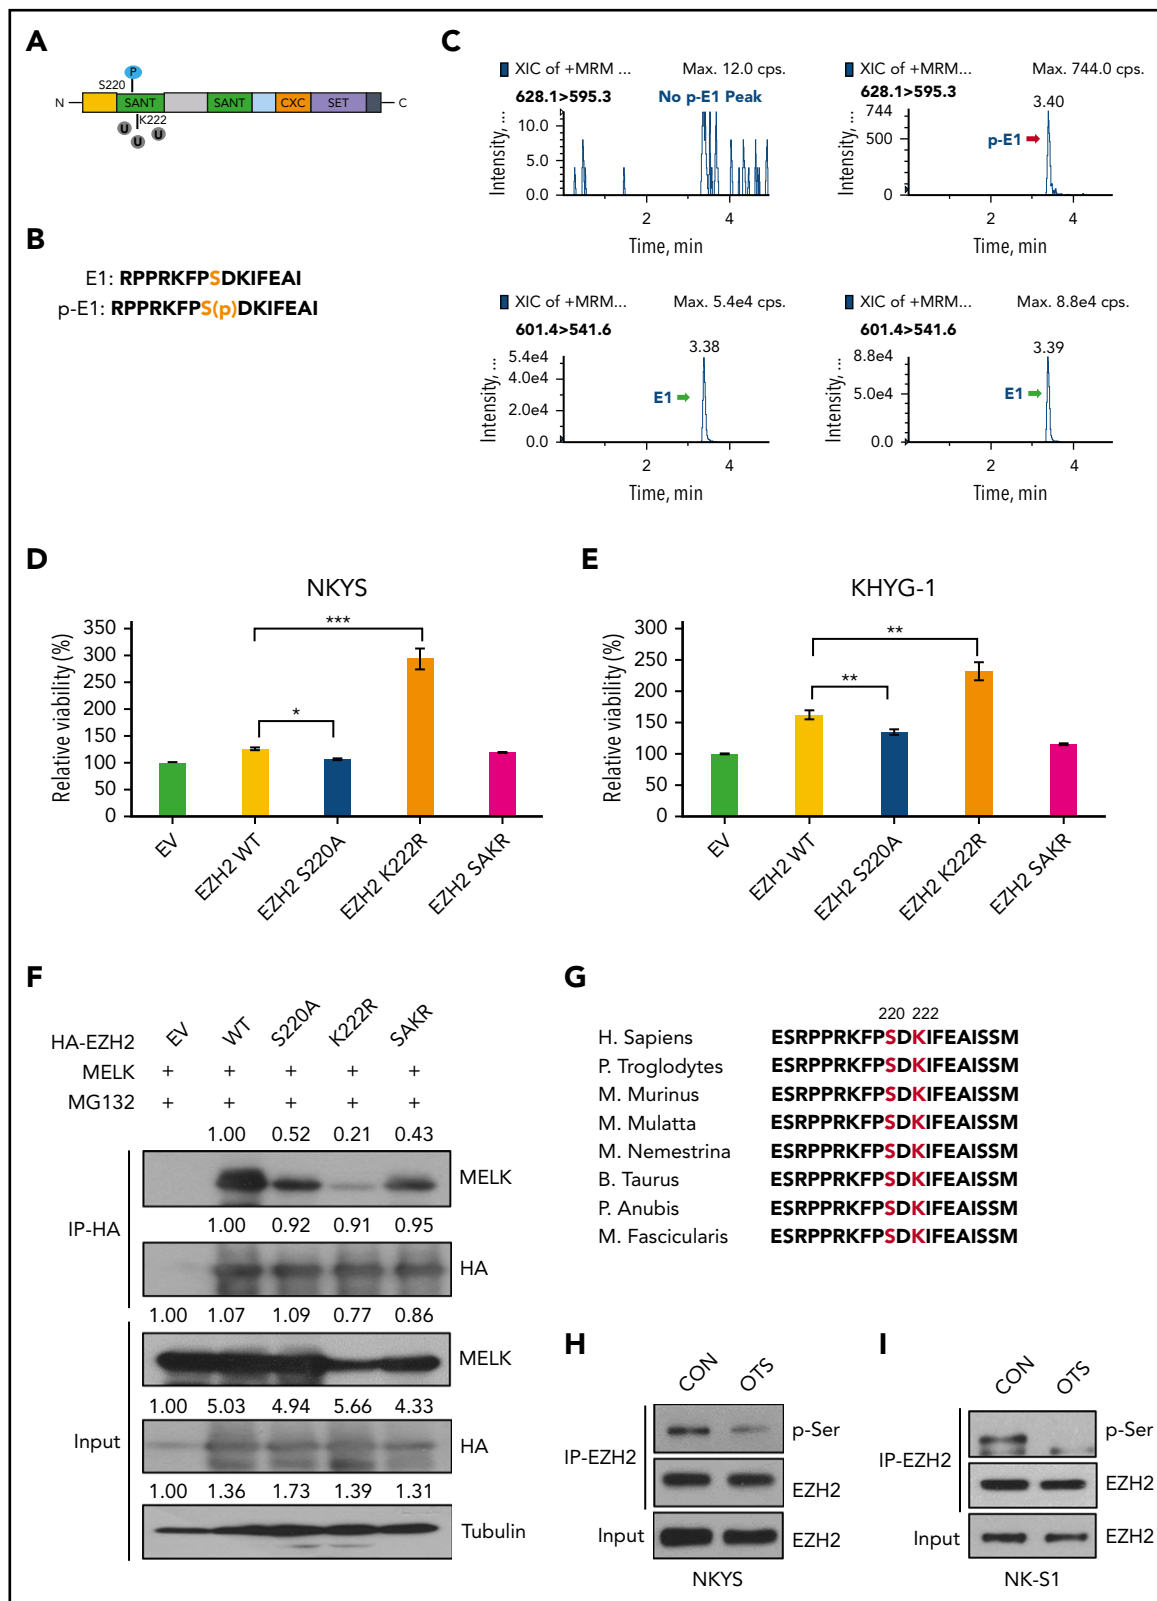 A
P
S220
N
SANT
SANT
CXC
SET
C
K222
U
U
U
B
E1: RPPRKFPSDKIFEAI
p-E1: RPPRKFPS(p)DKIFEAI
C
XIC of +MRM ...
Max. 12.0 cps.
628.1>595.3
No p-E1 Peak
Intensity, ...
10.0
5.0
0.0
2
4
Time, min
XIC of +MRM...
Max. 744.0 cps.
628.1>595.3
744
3.40
500
p-E1
Intensity, ...
0
2
4
Time, min
XIC of +MRM...
Max. 5.4e4 cps.
601.4>541.6
3.38
5.4e4
4.0e4
E1
2.0e4
0.0
Intensity, ...
2
4
Time, min
XIC of +MRM...
Max. 8.8e4 cps.
601.4>541.6
3.39
8.8e4
E1
5.0e4
0.0
Intensity, ...
2
4
Time, min
D
NKYS
Relative viability (%)
350
300
250
200
150
100
50
0
***
*
EV
EZH2 WT
EZH2 S220A
EZH2 K222R
EZH2 SAKR
E
KHYG-1
Relative viability (%)
300
250
200
150
100
50
0
**
**
EV
EZH2 WT
EZH2 S220A
EZH2 K222R
EZH2 SAKR
F
HA-EZH2 EV WT S220A K222R SAKR
MELK + + + + +
MG132 + + + + +
1.00 0.52 0.21 0.43
MELK
IP-HA
1.00 0.92 0.91 0.95
HA
1.00 1.07 1.09 0.77 0.86
MELK
1.00 5.03 4.94 5.66 4.33
Input
HA
1.00 1.36 1.73 1.39 1.31
Tubulin
G
220 222
H. Sapiens ESRPPRKFPSDKIFEAISSM
P. Troglodytes ESRPPRKFPSDKIFEAISSM
M. Murinus ESRPPRKFPSDKIFEAISSM
M. Mulatta ESRPPRKFPSDKIFEAISSM
M. Nemestrina ESRPPRKFPSDKIFEAISSM
B. Taurus ESRPPRKFPSDKIFEAISSM
P. Anubis ESRPPRKFPSDKIFEAISSM
M. Fascicularis ESRPPRKFPSDKIFEAISSM
H
CON OTS
p-Ser
IP-EZH2
EZH2
Input
EZH2
NKYS
I
CON OTS
p-Ser
IP-EZH2
EZH2
Input
EZH2
NK-S1